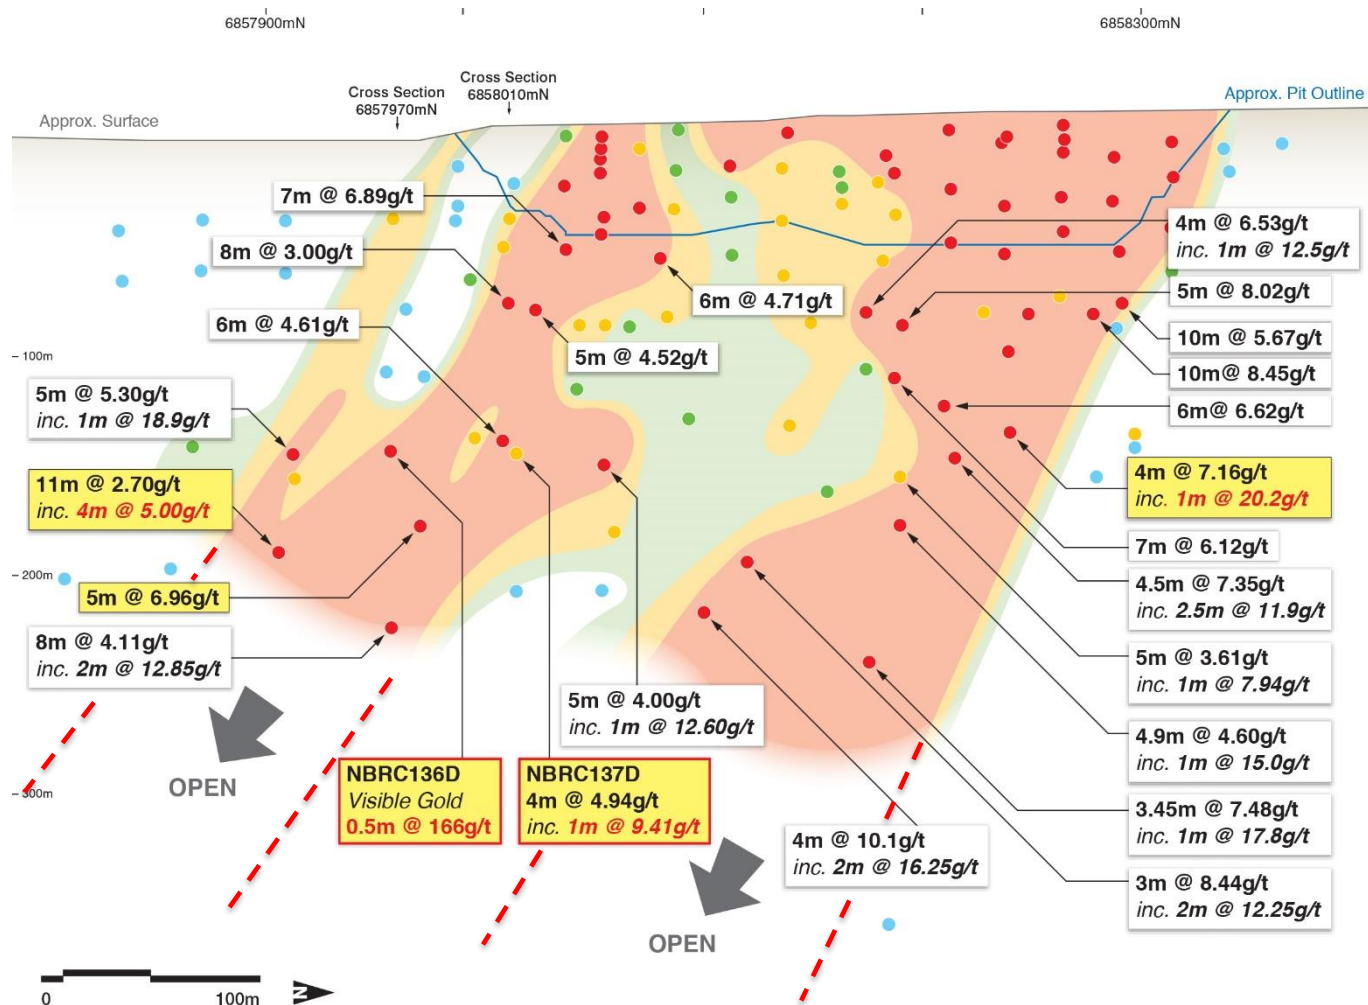 6857900mN
6858300mN
Cross Section
6857970mN
Cross Section
6858010mN
Approx. Surface
Approx. Pit Outline
7m @ 6.89g/t
8m @ 3.00g/t
6m @ 4.61g/t
6m @ 4.71g/t
5m @ 4.52g/t
4m @ 6.53g/t
inc. 1m @ 12.5g/t
5m @ 8.02g/t
10m @ 5.67g/t
10m@ 8.45g/t
6m@ 6.62g/t
100m
5m @ 5.30g/t
inc. 1m @ 18.9g/t
11m @ 2.70g/t
inc. 4m @ 5.00g/t
4m @ 7.16g/t
inc. 1m @ 20.2g/t
7m @ 6.12g/t
200m
5m @ 6.96g/t
4.5m @ 7.35g/t
inc. 2.5m @ 11.9g/t
8m @ 4.11g/t
inc. 2m @ 12.85g/t
5m @ 3.61g/t
inc. 1m @ 7.94g/t
5m @ 4.00g/t
inc. 1m @ 12.60g/t
4.9m @ 4.60g/t
inc. 1m @ 15.0g/t
OPEN
300m
NBRC136D
Visible Gold
0.5m @ 166g/t
NBRC137D
4m @ 4.94g/t
inc. 1m @ 9.41g/t
3.45m @ 7.48g/t
inc. 1m @ 17.8g/t
4m @ 10.1g/t
inc. 2m @ 16.25g/t
3m @ 8.44g/t
inc. 2m @ 12.25g/t
OPEN
0
100m
N